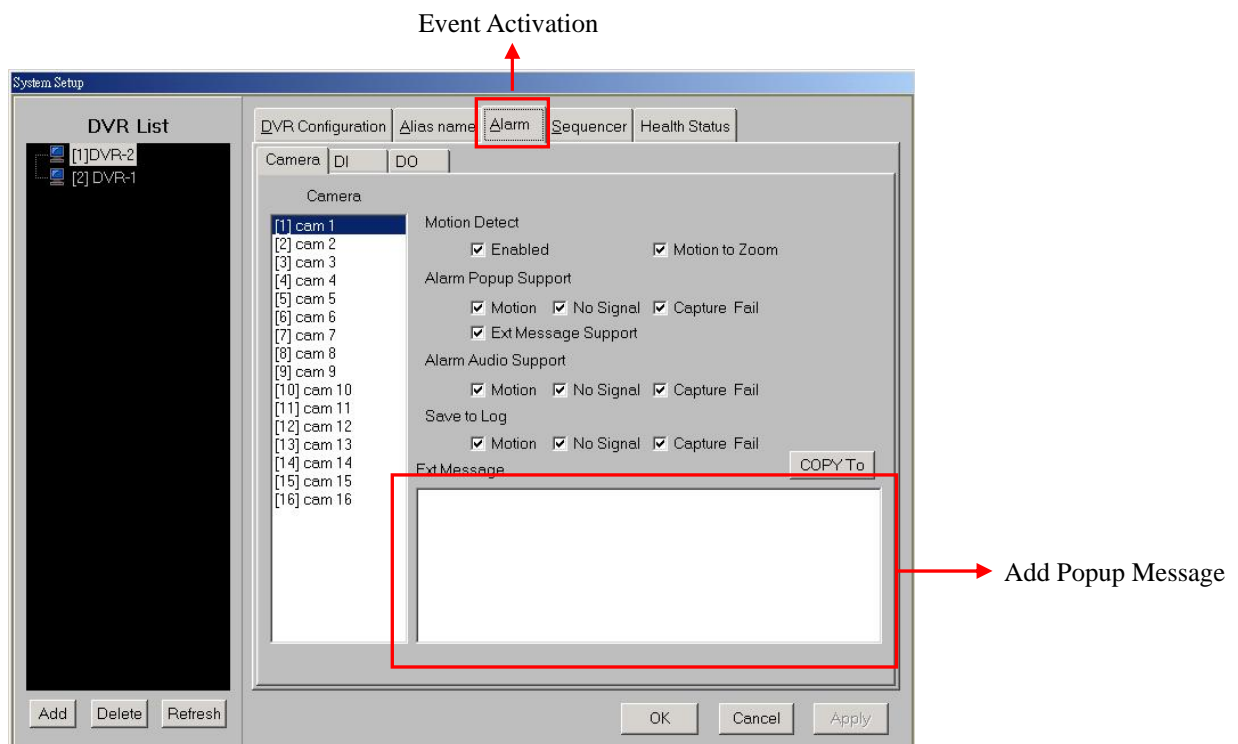 Event Activation
System Setup
DVR List
[1]DVR-2
[2] DVR-1
DVR Configuration Alias name Alarm Sequencer Health Status
Camera DI DO
Camera
[1] cam 1
[2] cam 2
[3] cam 3
[4] cam 4
[5] cam 5
[6] cam 6
[7] cam 7
[8] cam 8
[9] cam 9
[10] cam 10
[11] cam 11
[12] cam 12
[13] cam 13
[14] cam 14
[15] cam 15
[16] cam 16
Motion Detect
Enabled Motion to Zoom
Alarm Popup Support
Motion No Signal Capture Fail
Ext Message Support
Alarm Audio Support
Motion No Signal Capture Fail
Save to Log
Motion No Signal Capture Fail
Ext Message COPY To
Add Popup Message
Add Delete Refresh
OK Cancel Apply